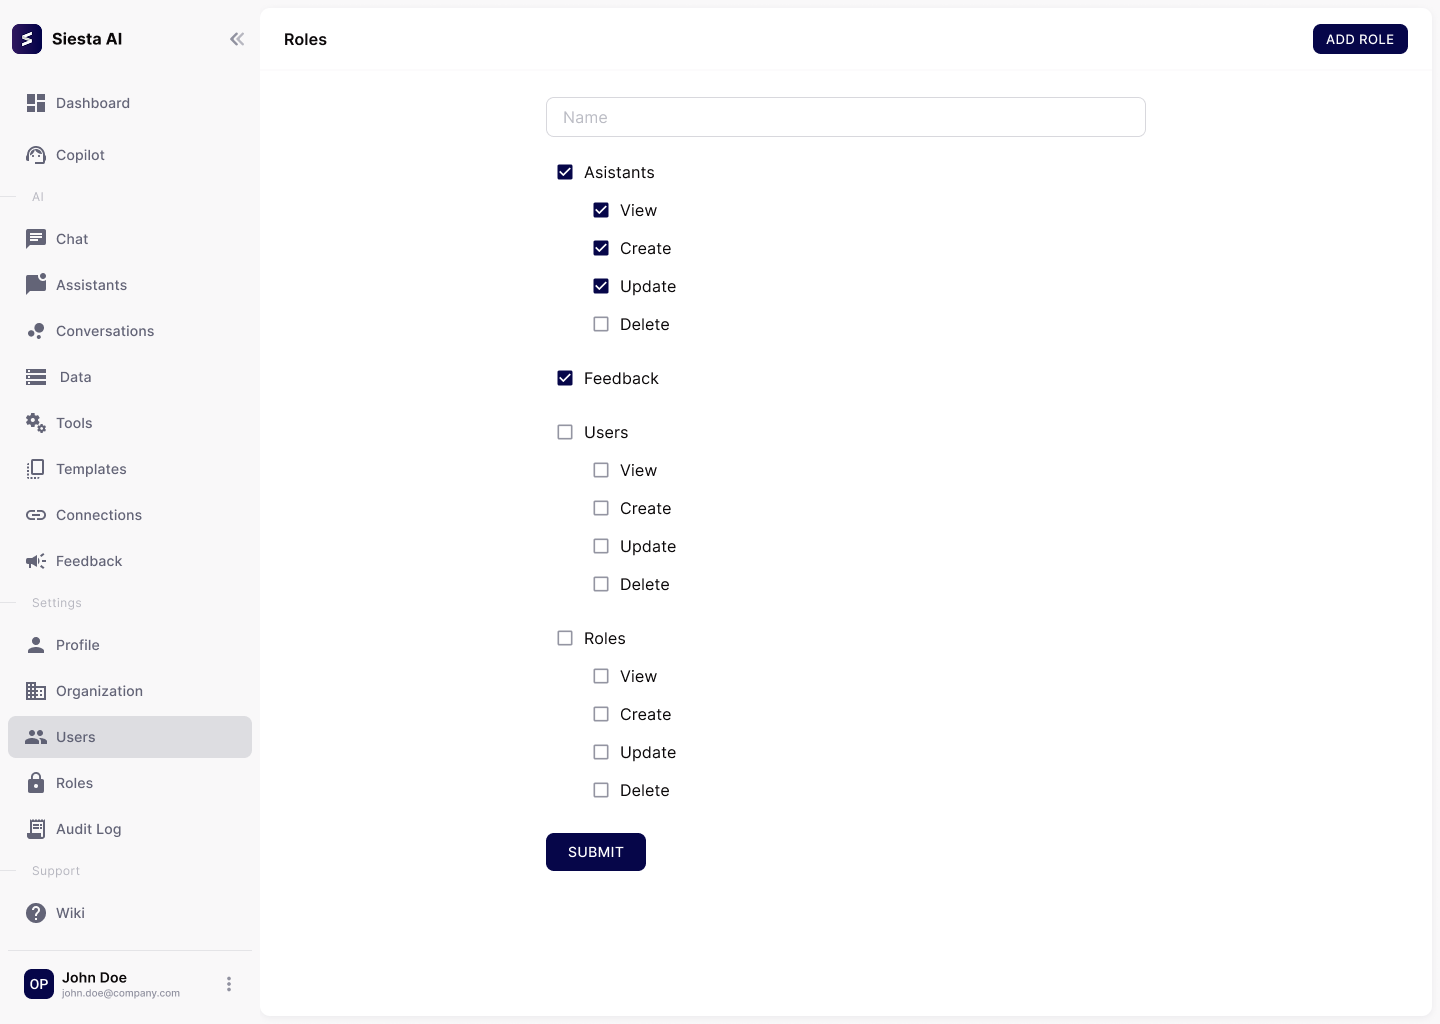 Siesta AI
Dashboard
Copilot
AI
Chat
Assistants
Conversations
Data
Tools
Templates
Connections
Feedback
Settings
Profile
Organization
Users
Roles
Audit Log
Support
Wiki
OP
John Doe
john.doe@company.com
Roles
ADD ROLE
Name
Asistants
View
Create
Update
Delete
Feedback
Users
View
Create
Update
Delete
Roles
View
Create
Update
Delete
SUBMIT